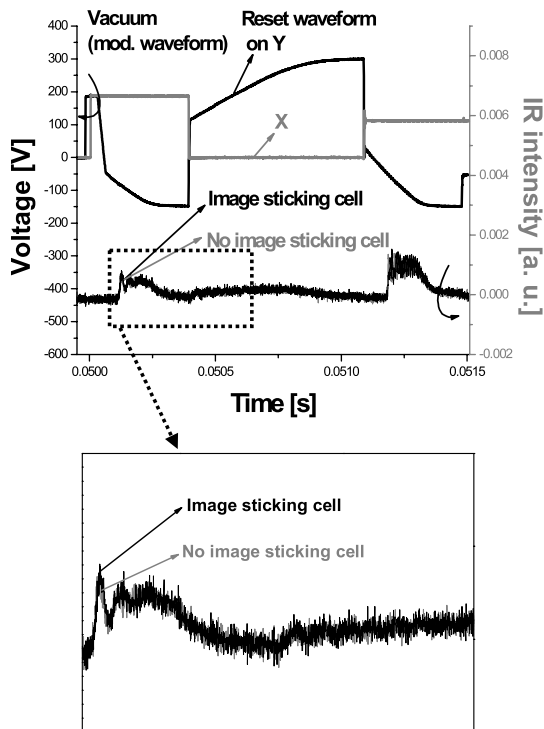 Vacuum
(mod. waveform)
Reset waveform
on Y
X
Image sticking cell
No image sticking cell
400
300
200
100
0
-100
-200
-300
-400
-500
-600
Voltage [V]
0.008
0.006
0.004
0.002
0.000
-0.002
IR intensity [a. u.]
0.0500
0.0505
0.0510
0.0515
Time [s]
Image sticking cell
No image sticking cell